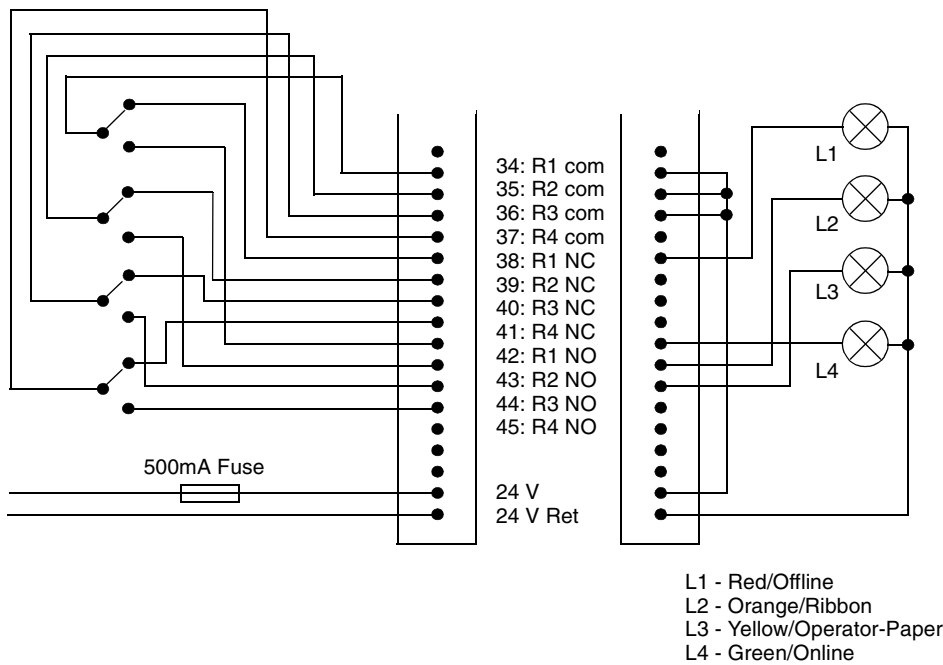 34: R1 com
35: R2 com
36: R3 com
37: R4 com
38: R1 NC
39: R2 NC
40: R3 NC
41: R4 NC
42: R1 NO
43: R2 NO
44: R3 NO
45: R4 NO
500mA Fuse
24 V
24 V Ret
L1
L2
L3
L4
L1 - Red/Offline
L2 - Orange/Ribbon
L3 - Yellow/Operator-Paper
L4 - Green/Online